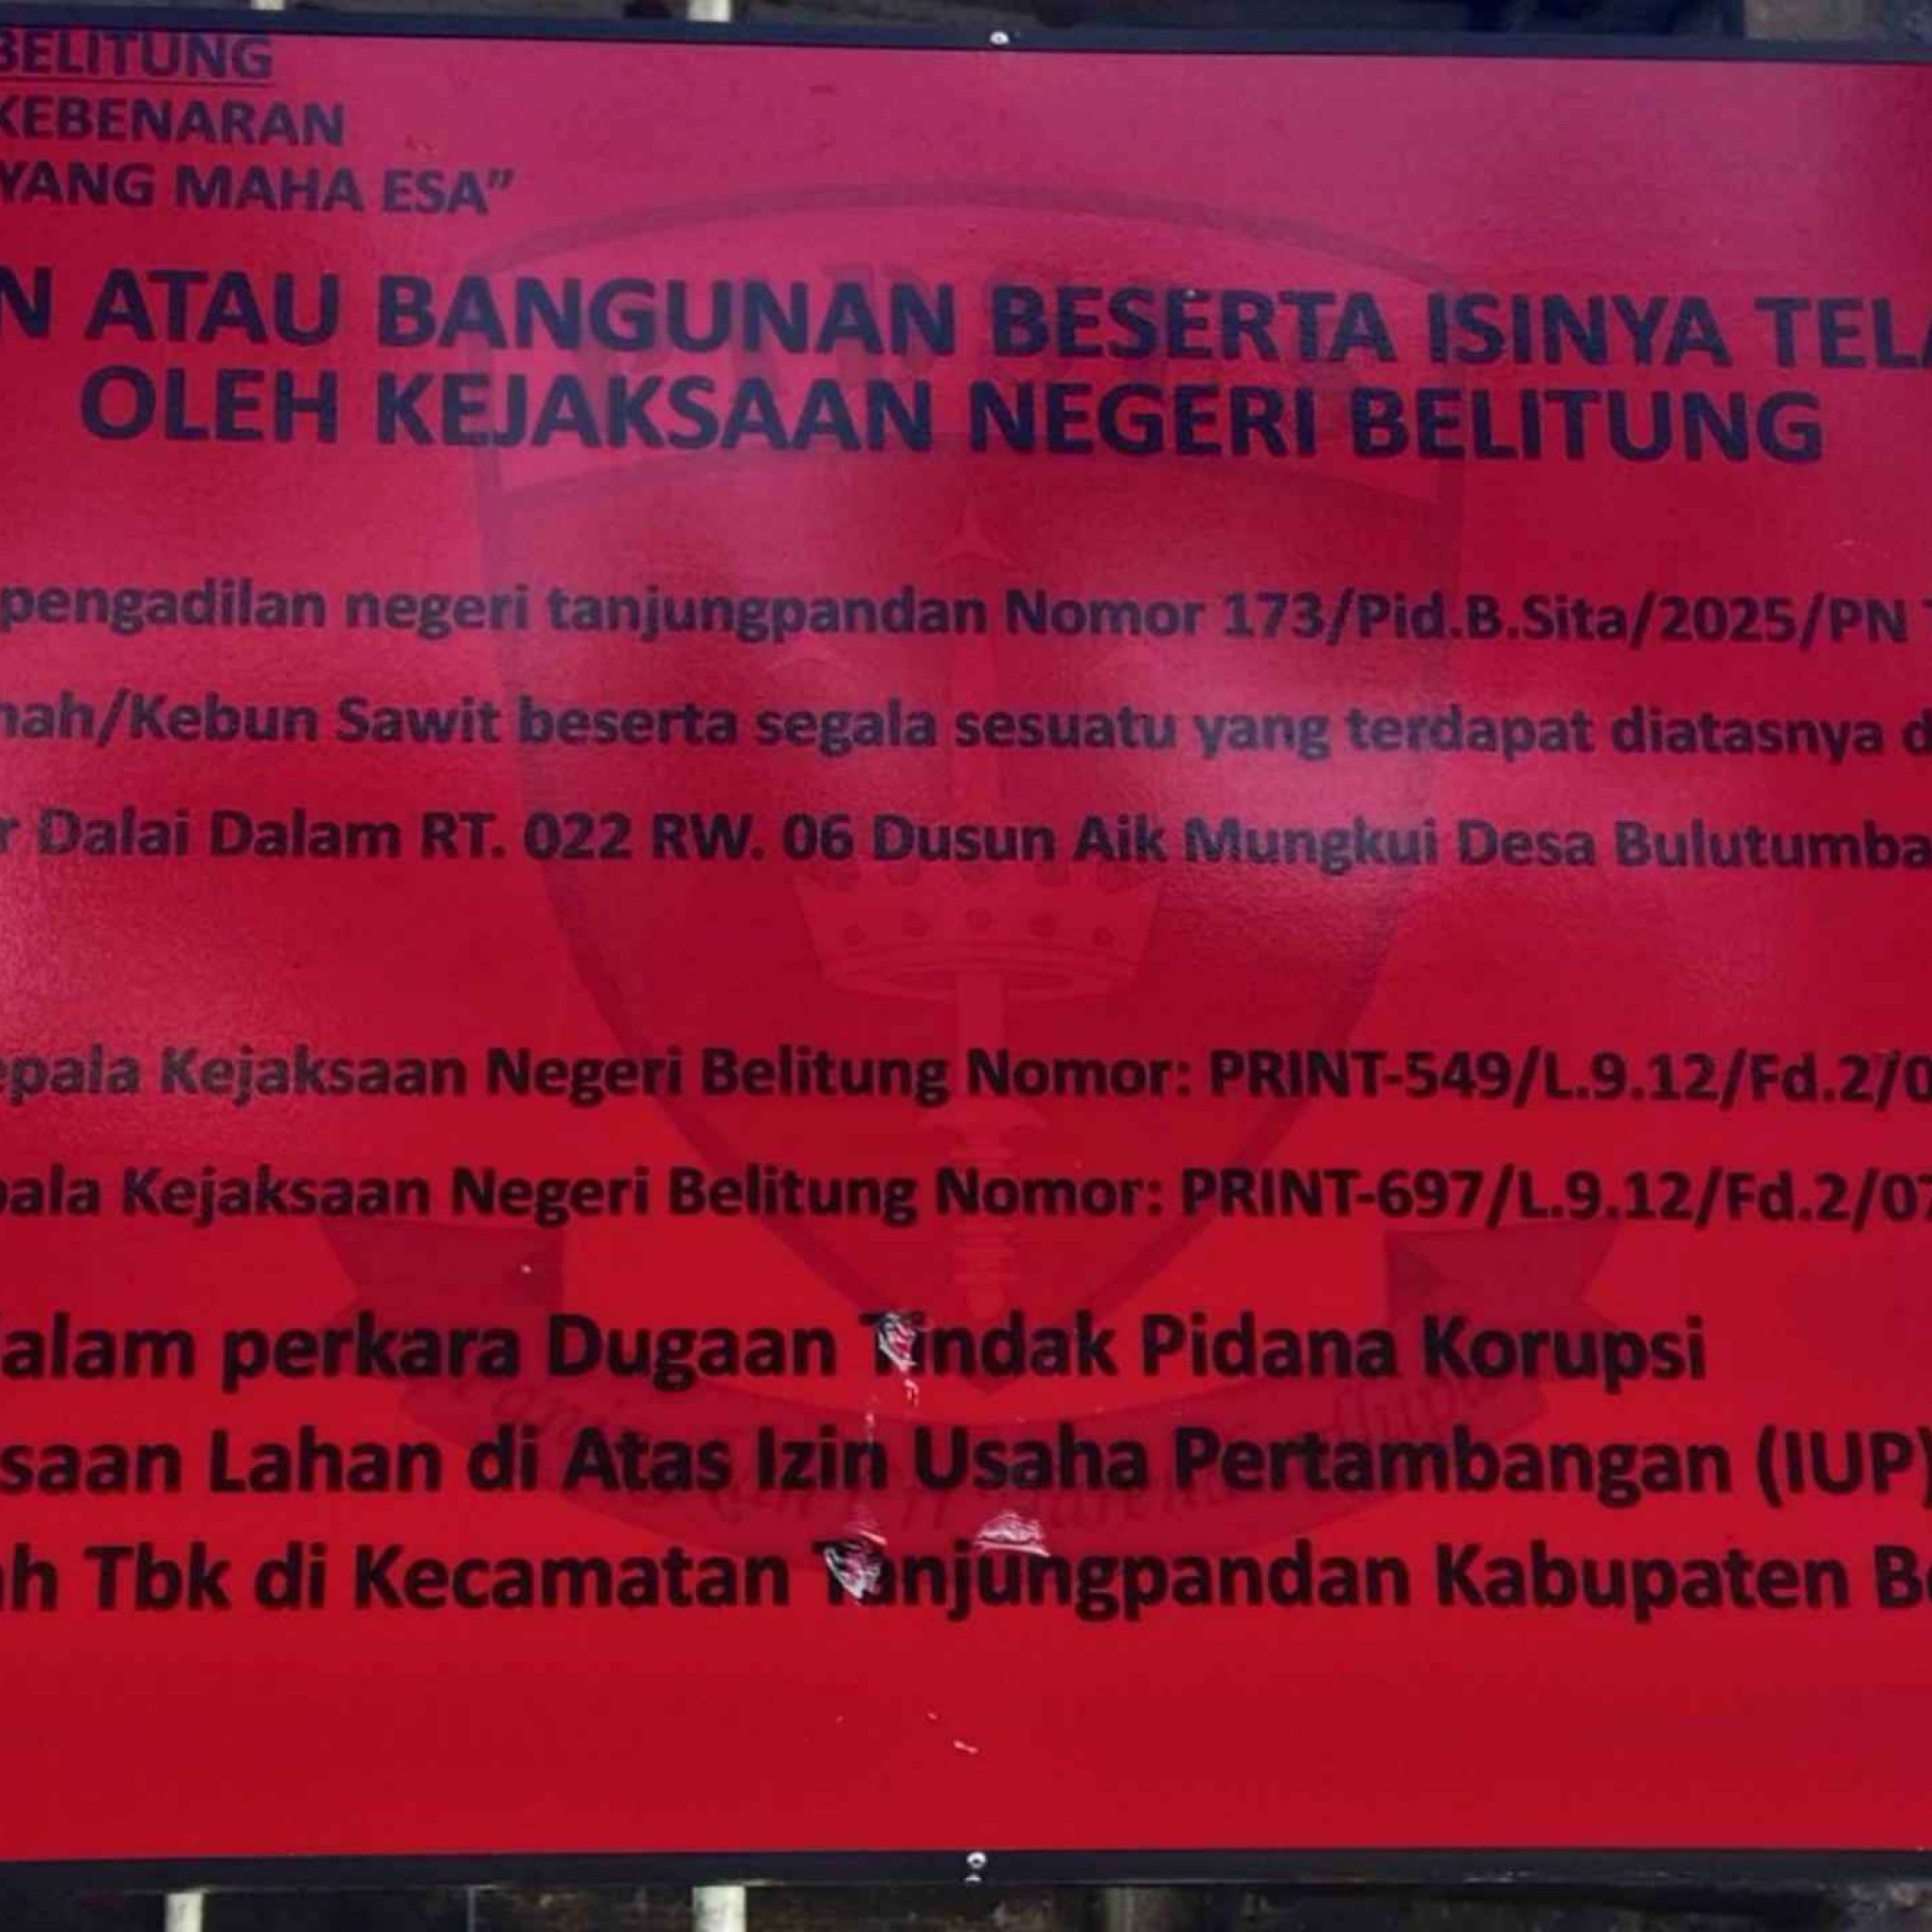 BELITUNG
KEBENARAN
YANG MAHA ESA”
N ATAU BANGUNAN BESERTA ISINYA TELA
OLEH KEJAKSAAN NEGERI BELITUNG
pengadilan negeri tanjungpandan Nomor 173/Pid.B.Sita/2025/PN
nah/Kebun Sawit beserta segala sesuatu yang terdapat diatasnya d
r Dalai Dalam RT. 022 RW. 06 Dusun Aik Mungkui Desa Bulutumba
epala Kejaksaan Negeri Belitung Nomor: PRINT-549/L.9.12/Fd.2/0
pala Kejaksaan Negeri Belitung Nomor: PRINT-697/L.9.12/Fd.2/07
dalam perkara Dugaan Tindak Pidana Korupsi
saan Lahan di Atas Izin Usaha Pertambangan (IUP)
ah Tbk di Kecamatan Tanjungpandan Kabupaten Be